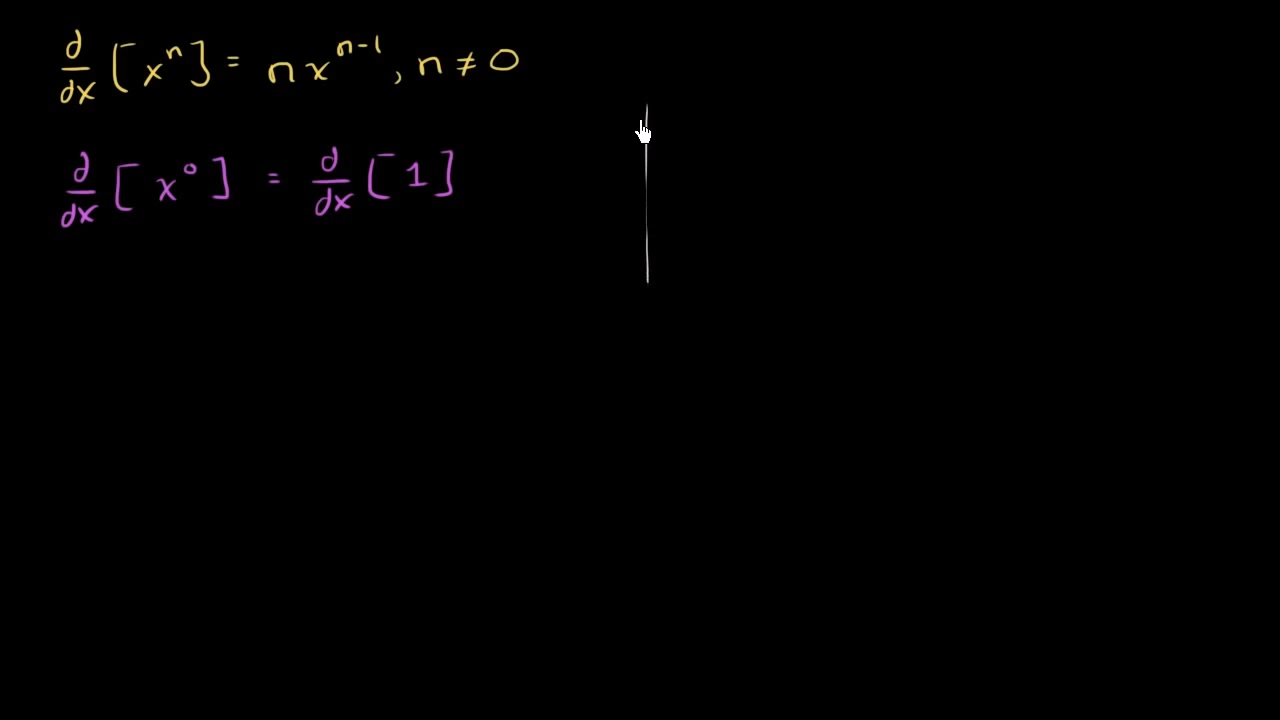 d/dx [xⁿ] = nxⁿ⁻¹, n ≠ 0
d/dx [x⁰] = d/dx [1]